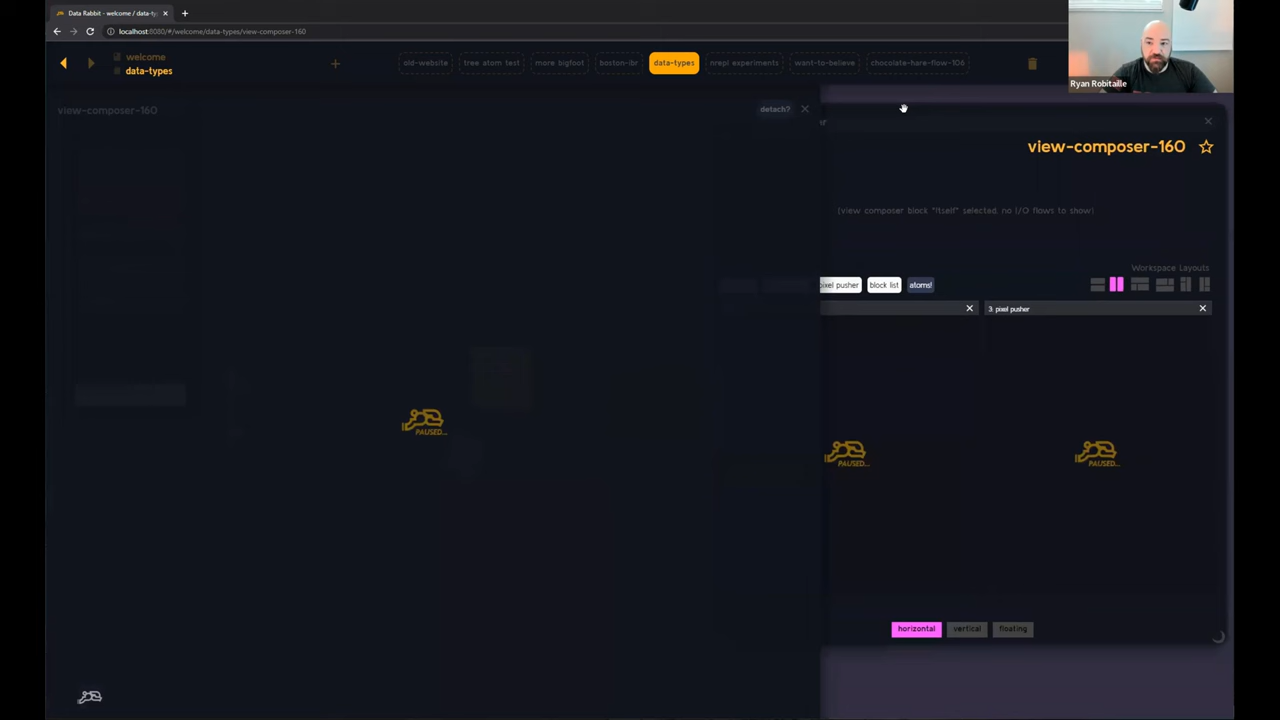 Data Rabbit - welcome / data-ty
localhost:8080/#/welcome/data-types/view-composer-160
welcome
data-types
old-website
tree atom test
more bigfoot
boston-ibr
data-types
nrepl experiments
want-to-believe
chocolate-hare-flow-106
Ryan Robitaille
view-composer-160
detach?
view-composer-160
(view composer block "itself" selected, no I/O flows to show)
Workspace Layouts
pixel pusher
block list
atoms!
3: pixel pusher
PAUSED...
PAUSED...
PAUSED...
horizontal
vertical
floating